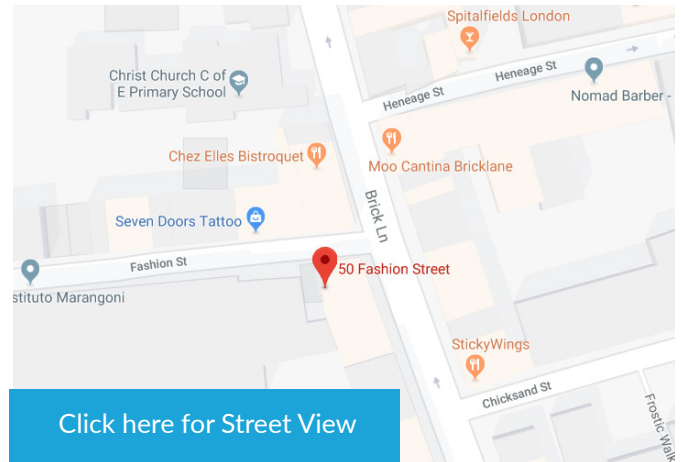 Spitalfields London
Christ Church C of
E Primary School
Heneage St
Heneage St
Nomad Barber -
Chez Elles Bistroquet
Moo Cantina Bricklane
Brick Ln
Seven Doors Tattoo
Fashion St
50 Fashion Street
stituto Marangoni
StickyWings
Chicksand St
Frostic Walk
Click here for Street View